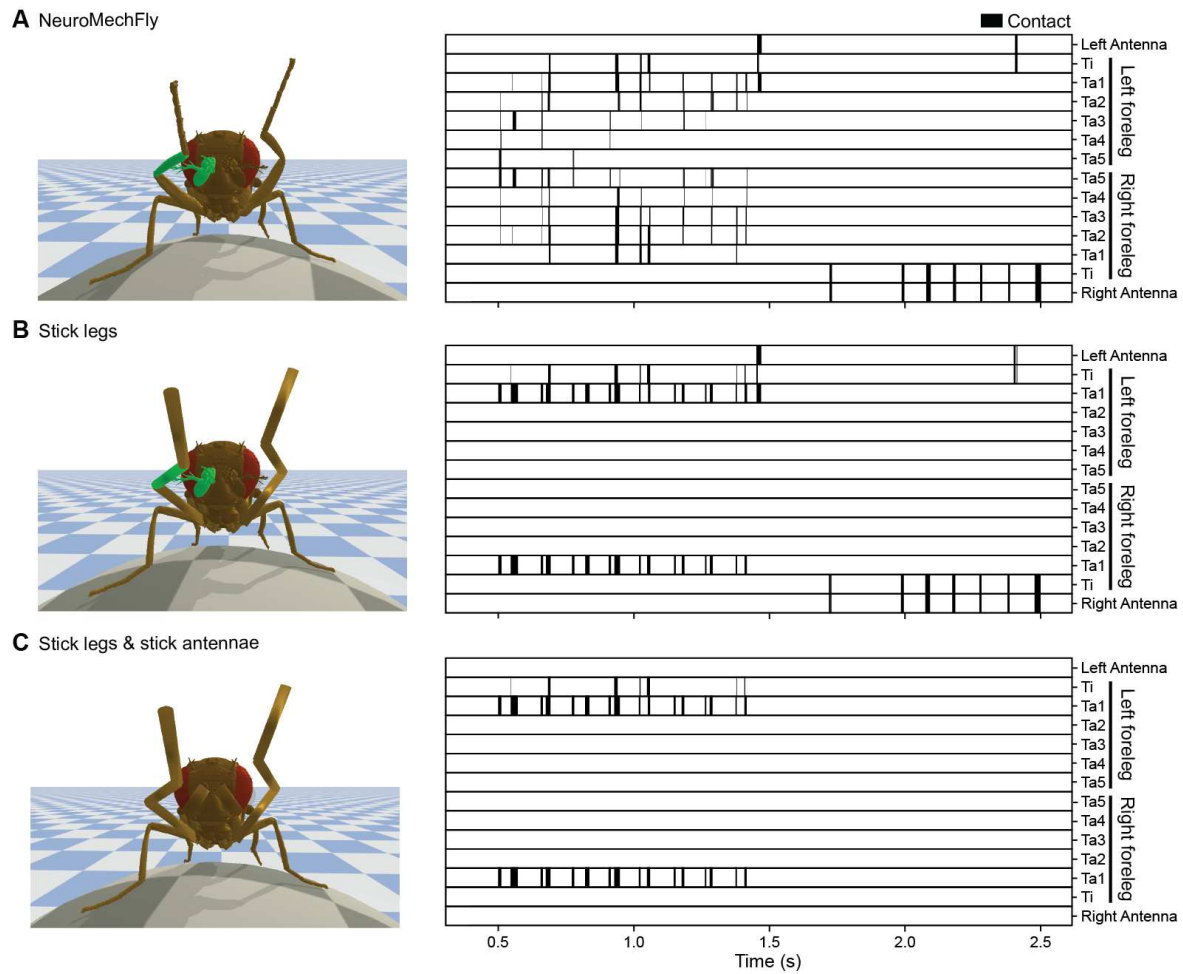 A NeuroMechFly
Contact
Left Antenna
Ti
Ta1
Ta2
Ta3
Ta4
Ta5
Ta5
Ta4
Ta3
Ta2
Ta1
Ti
Right Antenna
Left foreleg
Right foreleg
B Stick legs
Left Antenna
Ti
Ta1
Ta2
Ta3
Ta4
Ta5
Ta5
Ta4
Ta3
Ta2
Ta1
Ti
Right Antenna
Left foreleg
Right foreleg
C Stick legs & stick antennae
Left Antenna
Ti
Ta1
Ta2
Ta3
Ta4
Ta5
Ta5
Ta4
Ta3
Ta2
Ta1
Ti
Right Antenna
Left foreleg
Right foreleg
0.5 1.0 1.5 2.0 2.5
Time (s)